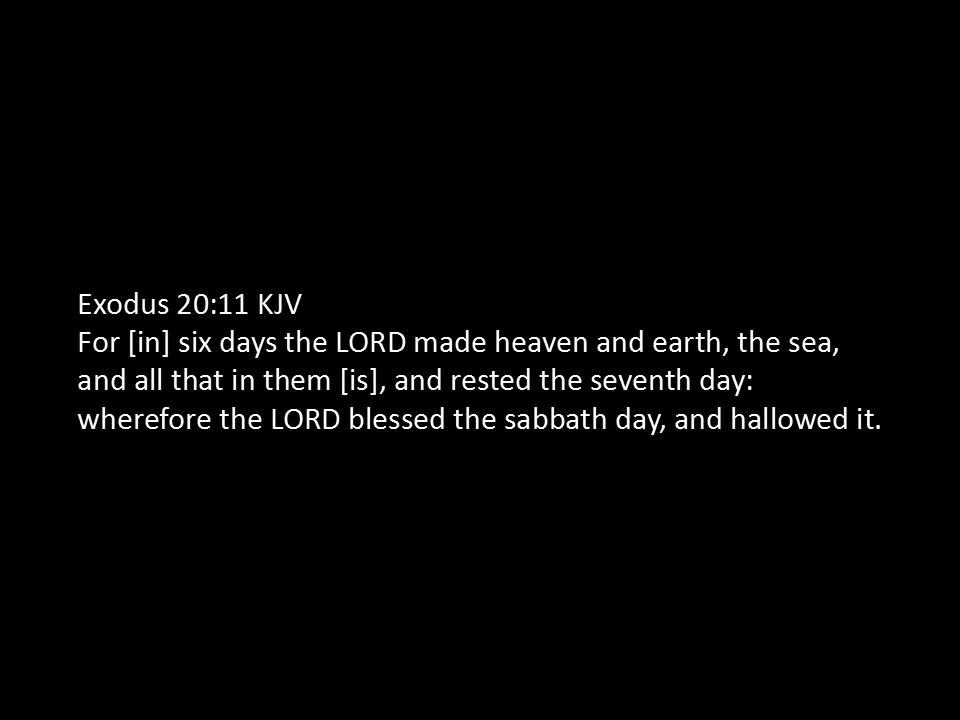 Exodus 20:11 KJV
For [in] six days the LORD made heaven and earth, the sea,
and all that in them [is], and rested the seventh day:
wherefore the LORD blessed the sabbath day, and hallowed it.